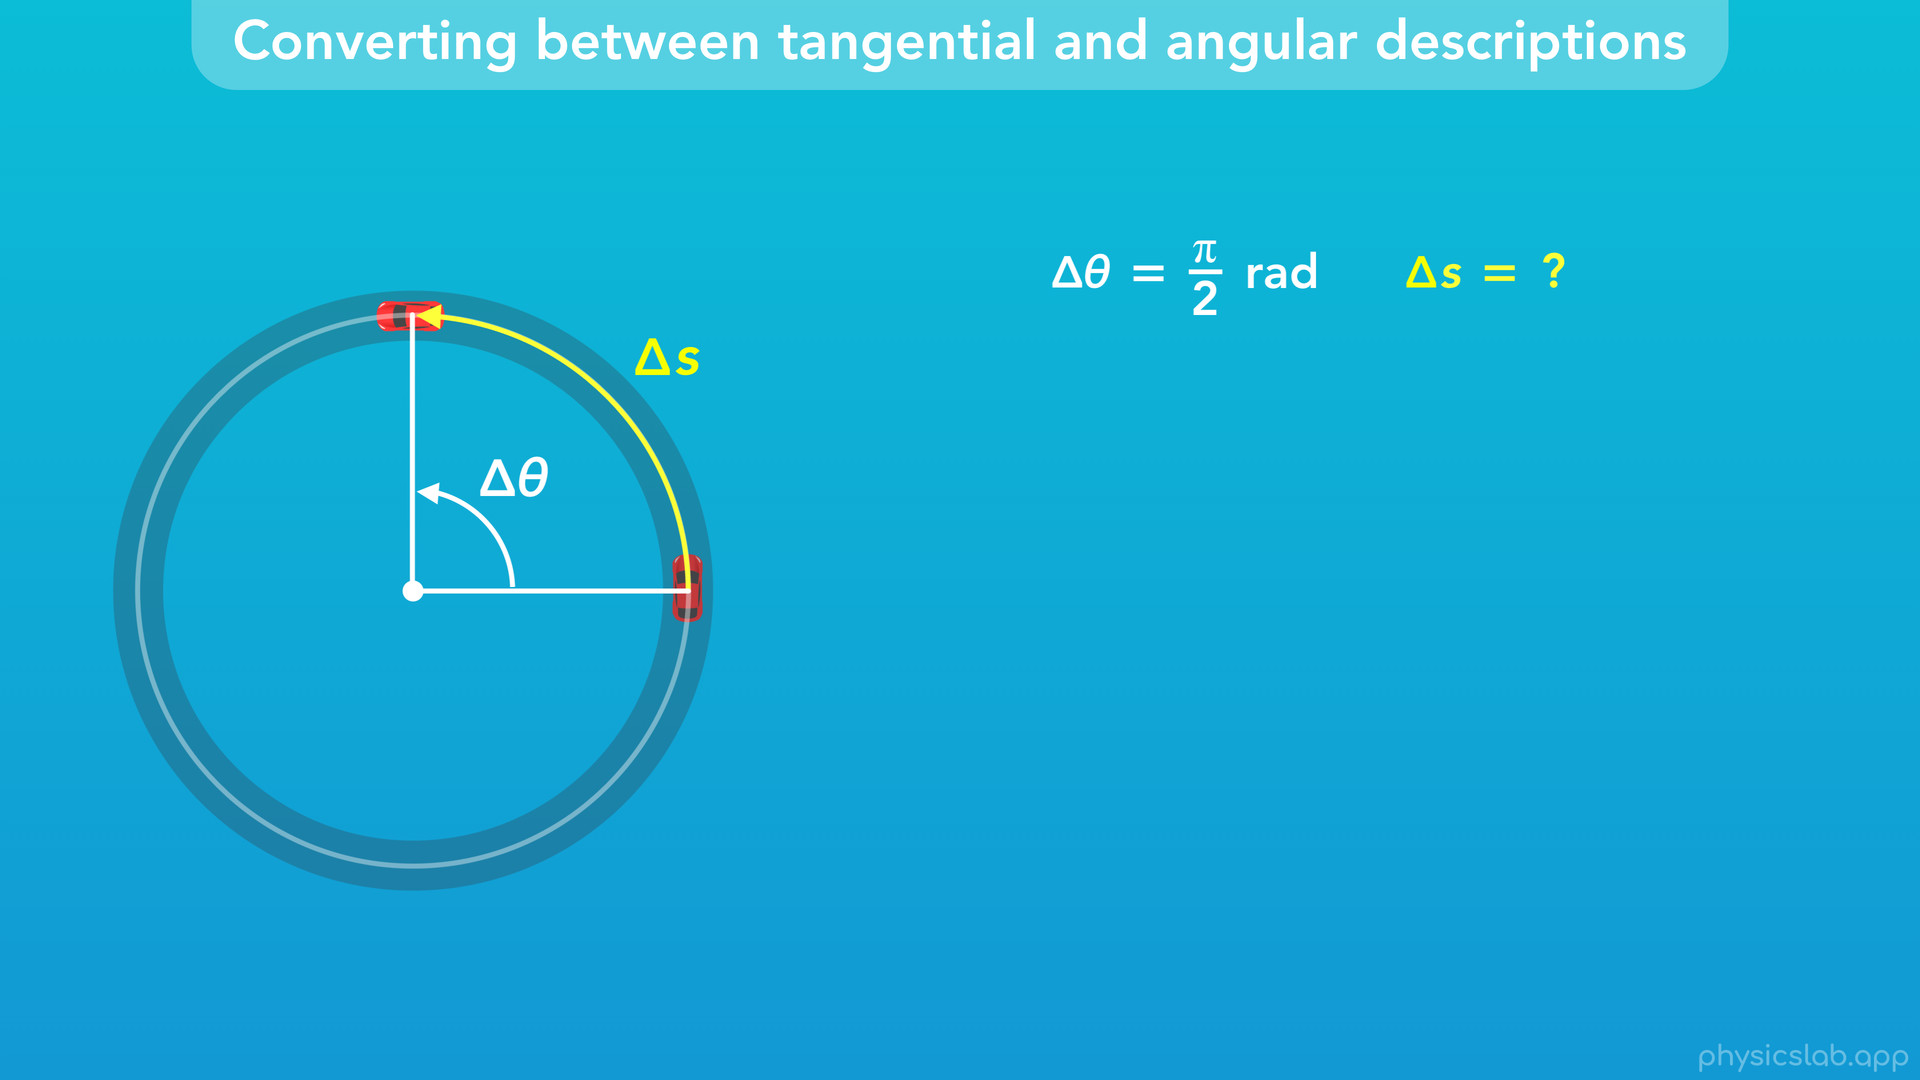 Converting between tangential and angular descriptions
Δθ = π/2 rad Δs = ?
Δs
Δθ
physicslab.app